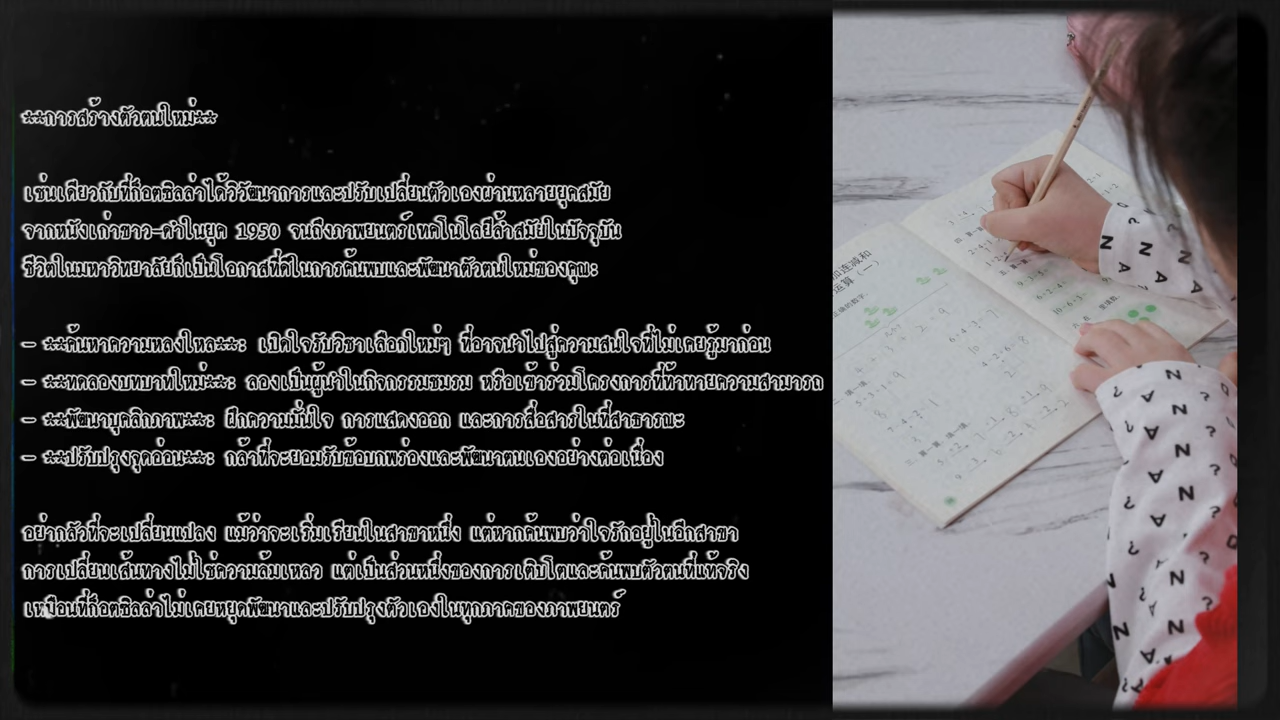 **การสร้างตัวตนใหม่**
เช่นเดียวกับที่ก็อตซิลล่าได้วิวัฒนาการและปรับเปลี่ยนตัวเองผ่านหลายยุคสมัย
จากหนังเก่าขาว-ดำในยุค 1950 จนถึงภาพยนตร์เทคโนโลยีล้ำสมัยในปัจจุบัน
ชีวิตในมหาวิทยาลัยก็เป็นโอกาสที่ดีในการค้นพบและพัฒนาตัวตนใหม่ของคุณ:
- **ค้นหาความหลงใหล**: เปิดใจรับวิชาเลือกใหม่ๆ ที่อาจนำไปสู่ความสนใจที่ไม่เคยรู้มาก่อน
- **ทดลองบทบาทใหม่**: ลองเป็นผู้นำในกิจกรรมชมรม หรือเข้าร่วมโครงการที่ท้าทายความสามารถ
- **พัฒนาบุคลิกภาพ**: ฝึกความมั่นใจ การแสดงออก และการสื่อสารในที่สาธารณะ
- **ปรับปรุงจุดอ่อน**: กล้าที่จะยอมรับข้อบกพร่องและพัฒนาตนเองอย่างต่อเนื่อง
อย่ากลัวที่จะเปลี่ยนแปลง แม้ว่าจะเริ่มเรียนในสาขาหนึ่ง แต่หากค้นพบว่าใจรักอยู่ในอีกสาขา
การเปลี่ยนเส้นทางไม่ใช่ความล้มเหลว แต่เป็นส่วนหนึ่งของการเติบโตและค้นพบตัวตนที่แท้จริง
เหมือนที่ก็อตซิลล่าไม่เคยหยุดพัฒนาและปรับปรุงตัวเองในทุกภาคของภาพยนตร์
加连减和
运算 (一)